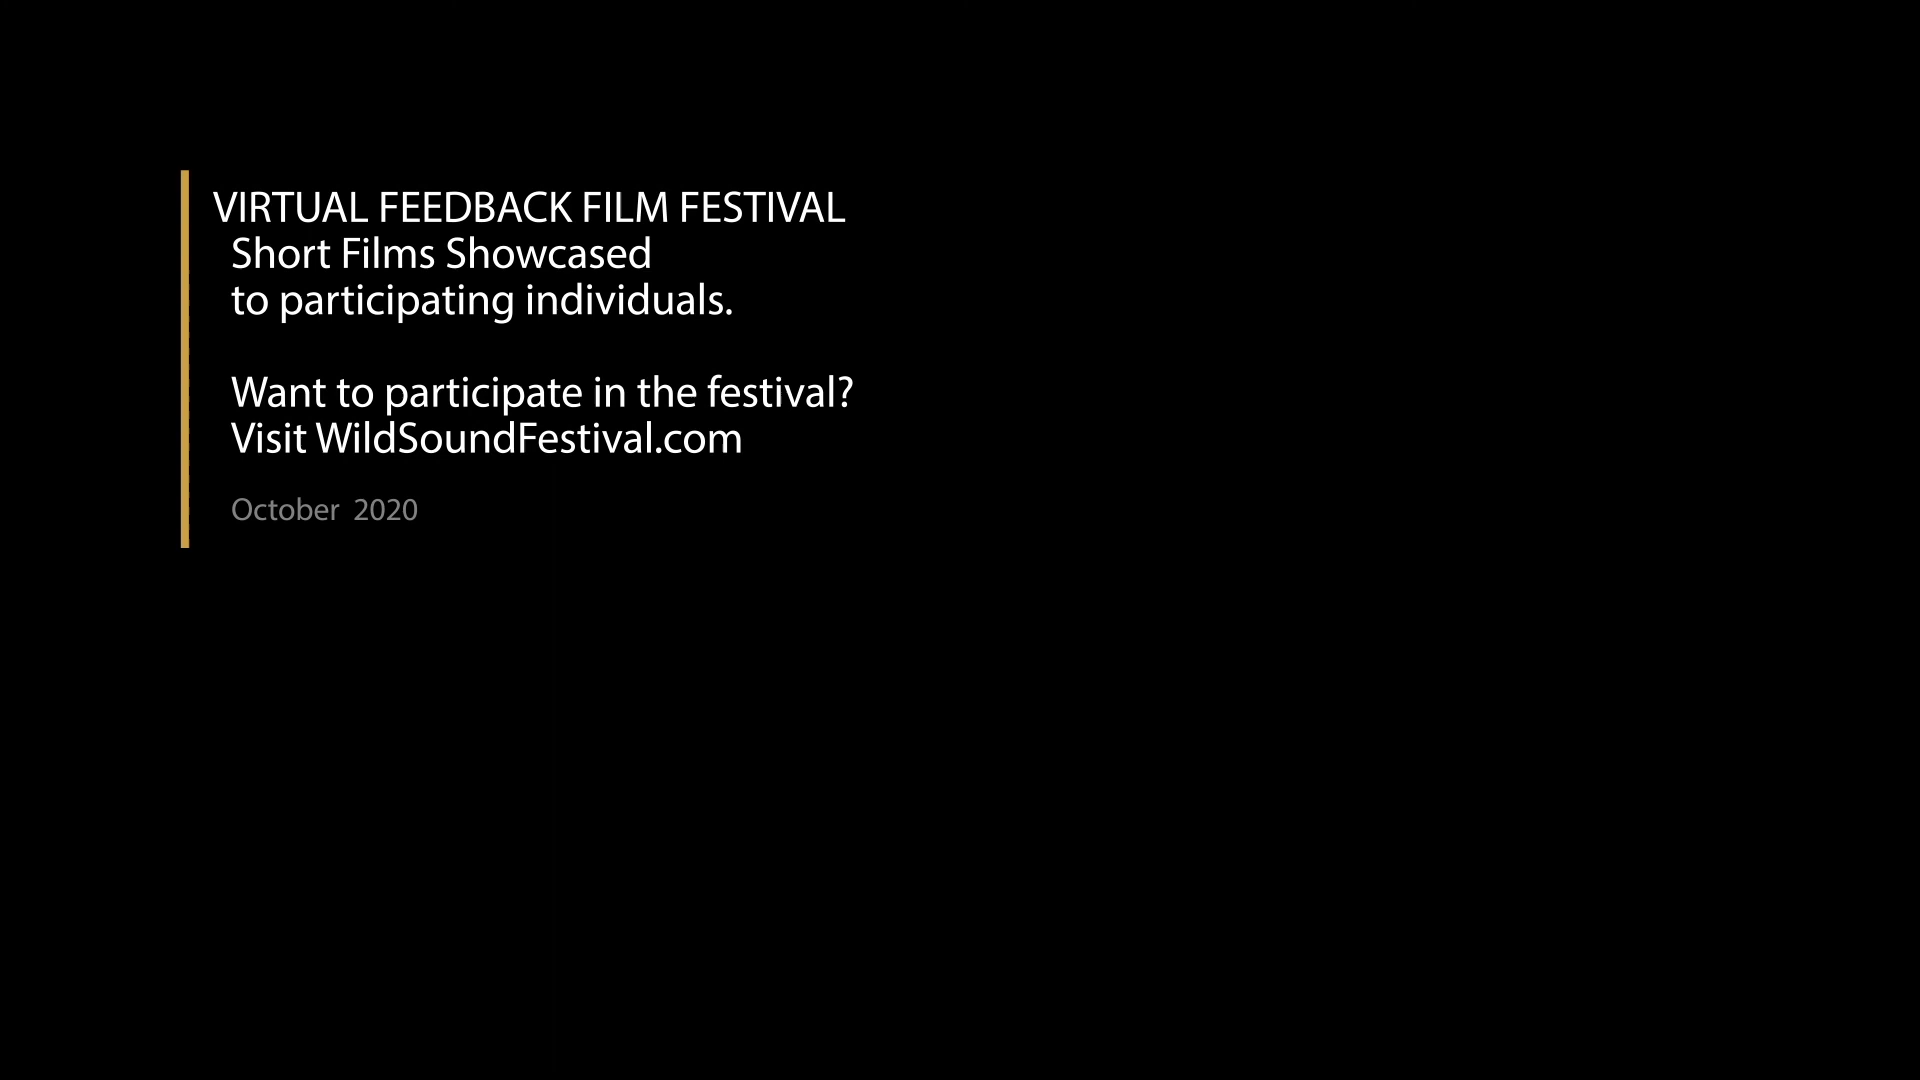 VIRTUAL FEEDBACK FILM FESTIVAL
Short Films Showcased
to participating individuals.
Want to participate in the festival?
Visit WildSoundFestival.com
October 2020